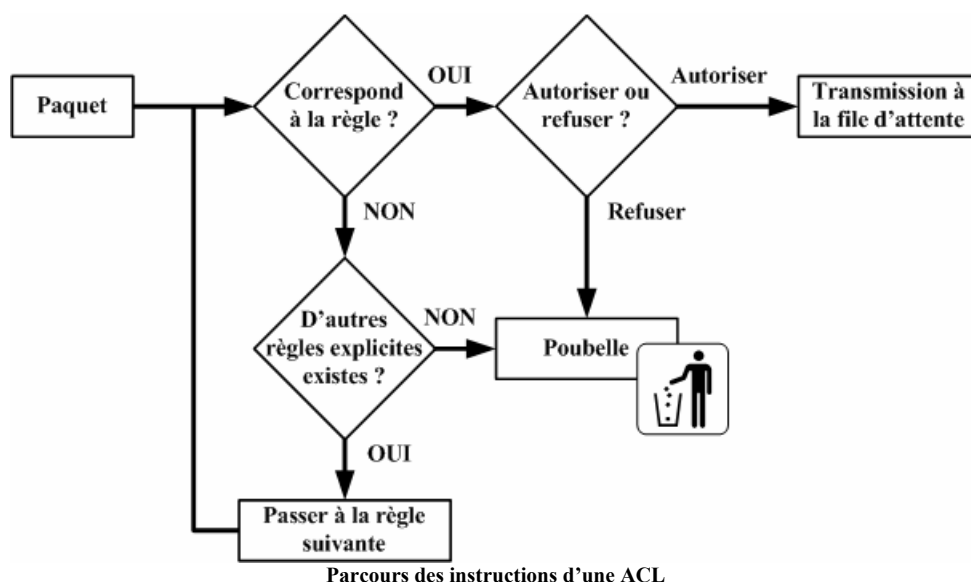 Paquet
Correspond
à la règle ?
OUI
Autoriser ou
refuser ?
Autoriser
Transmission à
la file d'attente
NON
Refuser
D'autres
règles explicites
existes ?
NON
Poubelle
OUI
Passer à la règle
suivante
Parcours des instructions d'une ACL